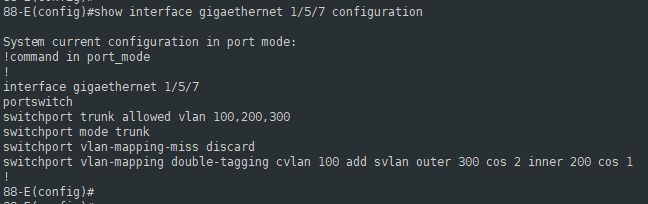 88-E(config)#show interface gigaethernet 1/5/7 configuration
System current configuration in port mode:
!command in port_mode
!
interface gigaethernet 1/5/7
portswitch
switchport trunk allowed vlan 100,200,300
switchport mode trunk
switchport vlan-mapping-miss discard
switchport vlan-mapping double-tagging cvlan 100 add svlan outer 300 cos 2 inner 200 cos 1
!
88-E(config)#